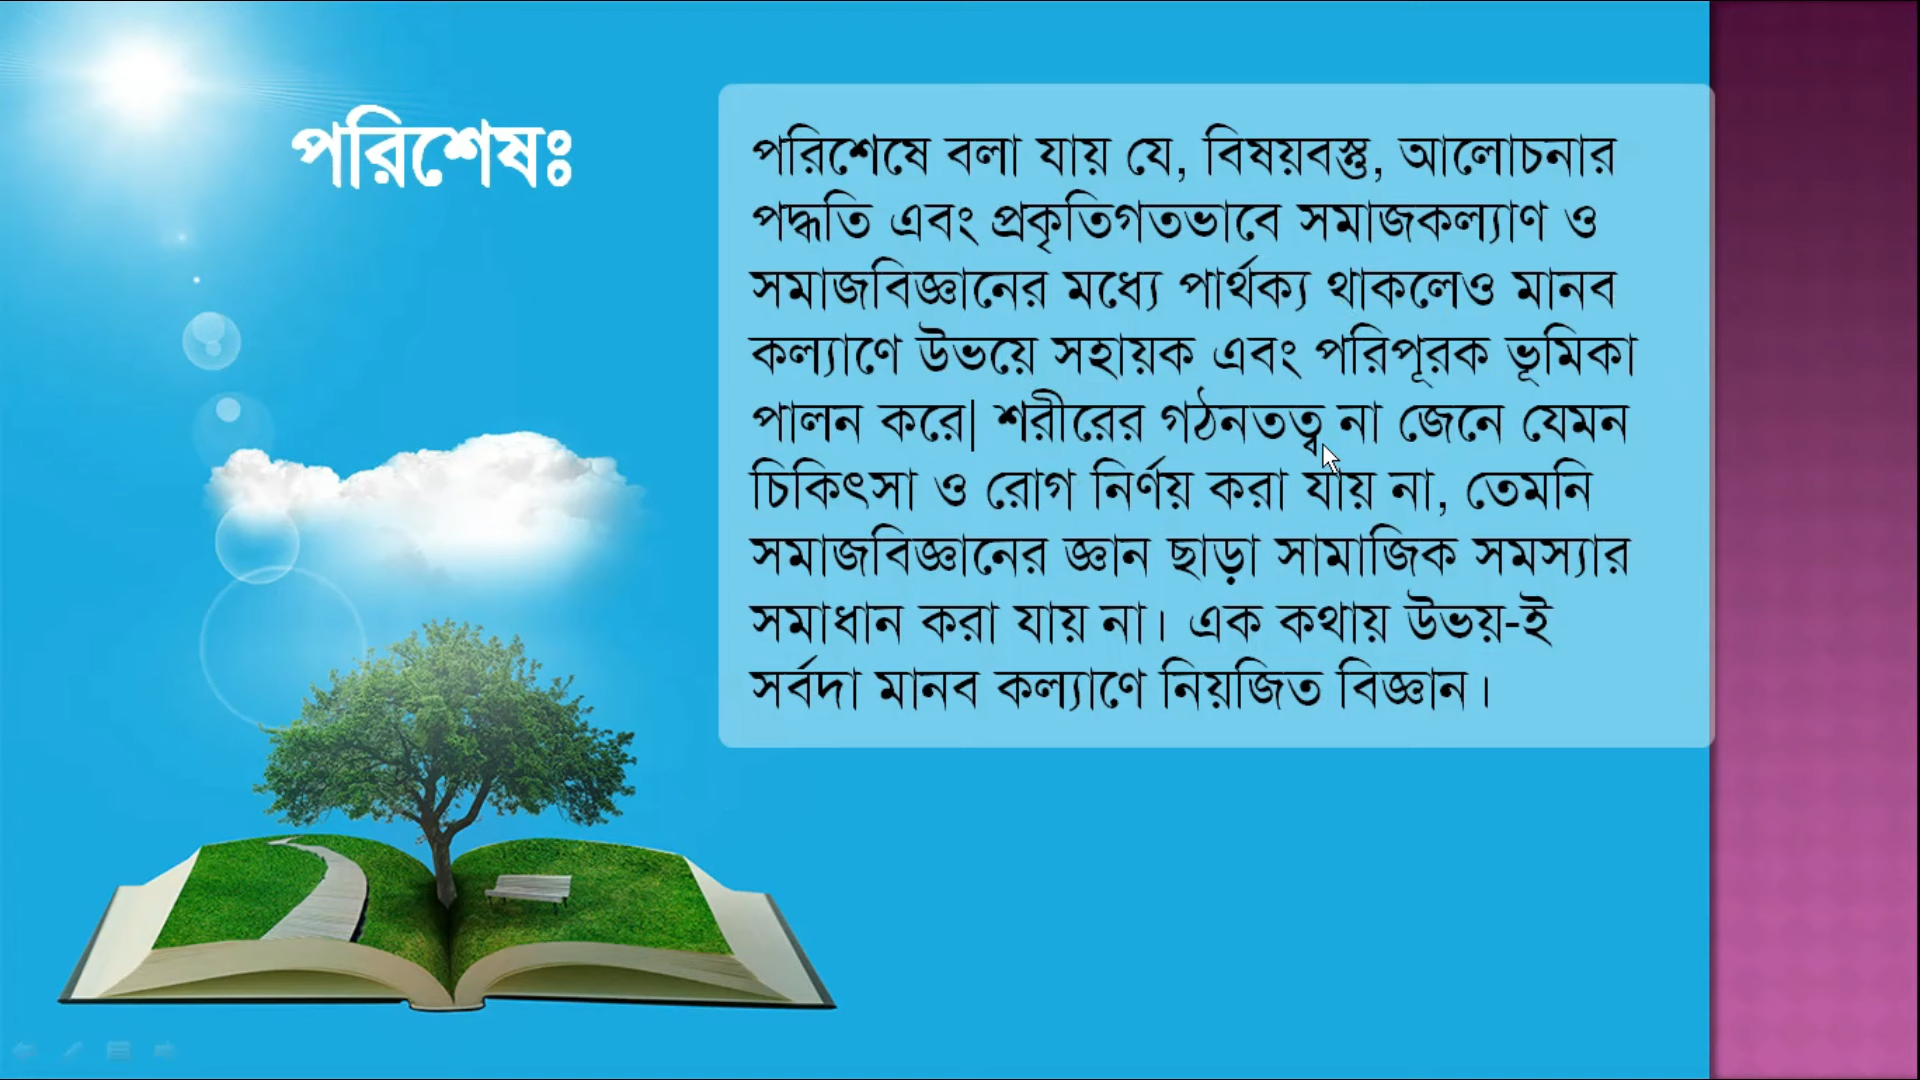 পরিশেষঃ
পরিশেষে বলা যায় যে, বিষয়বস্তু, আলোচনার
পদ্ধতি এবং প্রকৃতিগতভাবে সমাজকল্যাণ ও
সমাজবিজ্ঞানের মধ্যে পার্থক্য থাকলেও মানব
কল্যাণে উভয়ে সহায়ক এবং পরিপূরক ভূমিকা
পালন করে| শরীরের গঠনতত্ব না জেনে যেমন
চিকিৎসা ও রোগ নির্ণয় করা যায় না, তেমনি
সমাজবিজ্ঞানের জ্ঞান ছাড়া সামাজিক সমস্যার
সমাধান করা যায় না। এক কথায় উভয়-ই
সর্বদা মানব কল্যাণে নিয়জিত বিজ্ঞান।